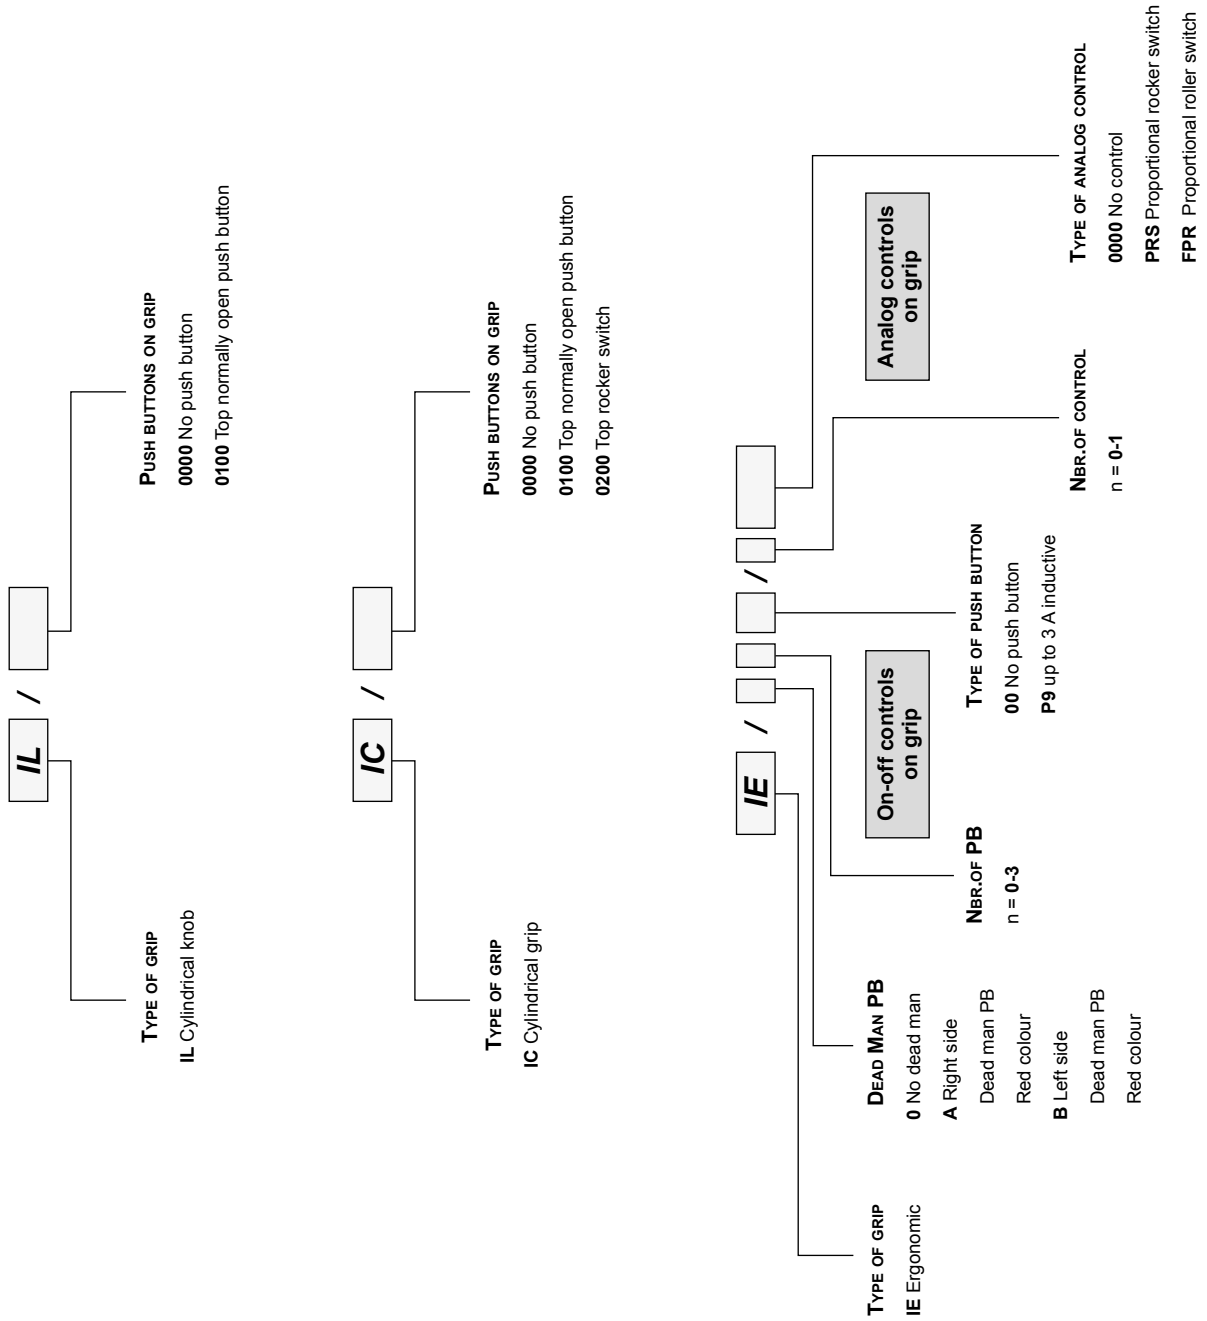 IL /
TYPE OF GRIP
IL Cylindrical knob
PUSH BUTTONS ON GRIP
0000 No push button
0100 Top normally open push button
IC /
TYPE OF GRIP
IC Cylindrical grip
PUSH BUTTONS ON GRIP
0000 No push button
0100 Top normally open push button
0200 Top rocker switch
IE / /
On-off controls
on grip
Analog controls
on grip
TYPE OF GRIP
IE Ergonomic
DEAD MAN PB
0 No dead man
A Right side
Dead man PB
Red colour
B Left side
Dead man PB
Red colour
NBR.OF PB
n = 0-3
TYPE OF PUSH BUTTON
00 No push button
P9 up to 3 A inductive
NBR.OF CONTROL
n = 0-1
TYPE OF ANALOG CONTROL
0000 No control
PRS Proportional rocker switch
FPR Proportional roller switch